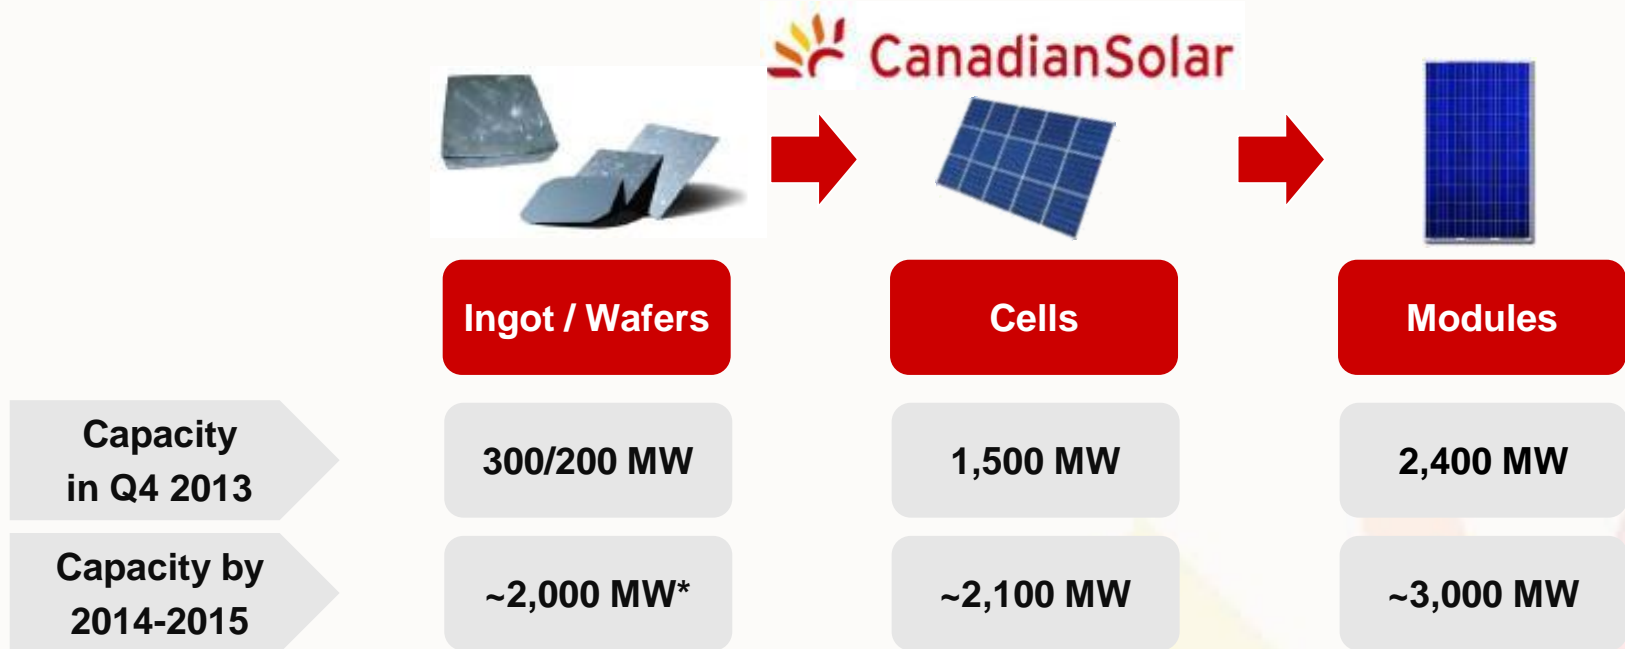 CanadianSolar
Ingot / Wafers
Cells
Modules
Capacity
in Q4 2013
300/200 MW
1,500 MW
2,400 MW
Capacity by
2014-2015
~2,000 MW*
~2,100 MW
~3,000 MW